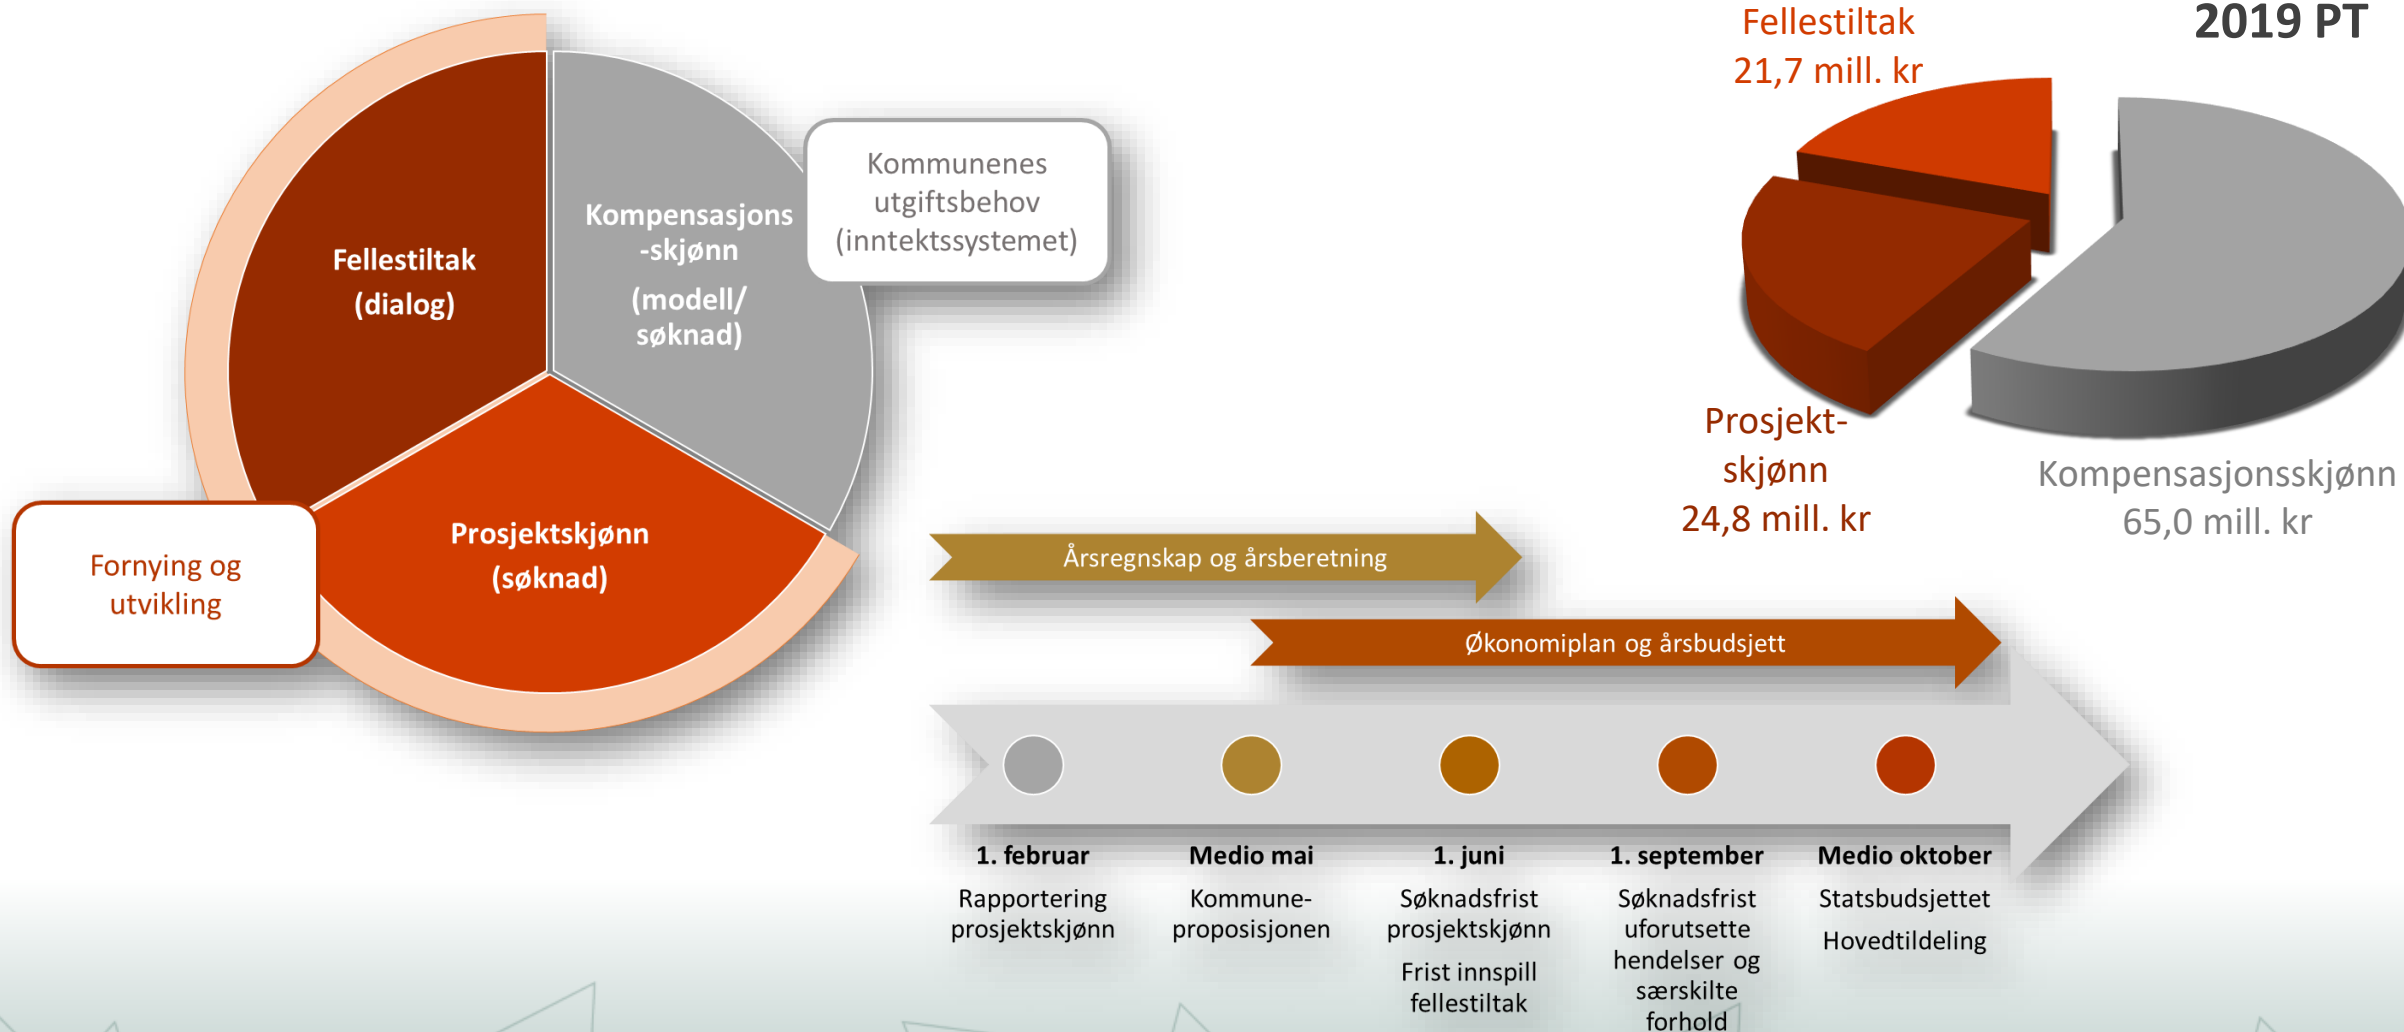 Fellestiltak
(dialog)
Kompensasjons
-skjønn
(modell/
søknad)
Prosjektskjønn
(søknad)
Kommunenes
utgiftsbehov
(inntektssystemet)
Fornying og
utvikling
2019 PT
Fellestiltak
21,7 mill. kr
Prosjekt-
skjønn
24,8 mill. kr
Kompensasjonsskjønn
65,0 mill. kr
Årsregnskap og årsberetning
Økonomiplan og årsbudsjett
1. februar
Rapportering
prosjektskjønn
Medio mai
Kommune-
proposisjonen
1. juni
Søknadsfrist
prosjektskjønn
Frist innspill
fellestiltak
1. september
Søknadsfrist
uforutsette
hendelser og
særskilte
forhold
Medio oktober
Statsbudsjettet
Hovedtildeling